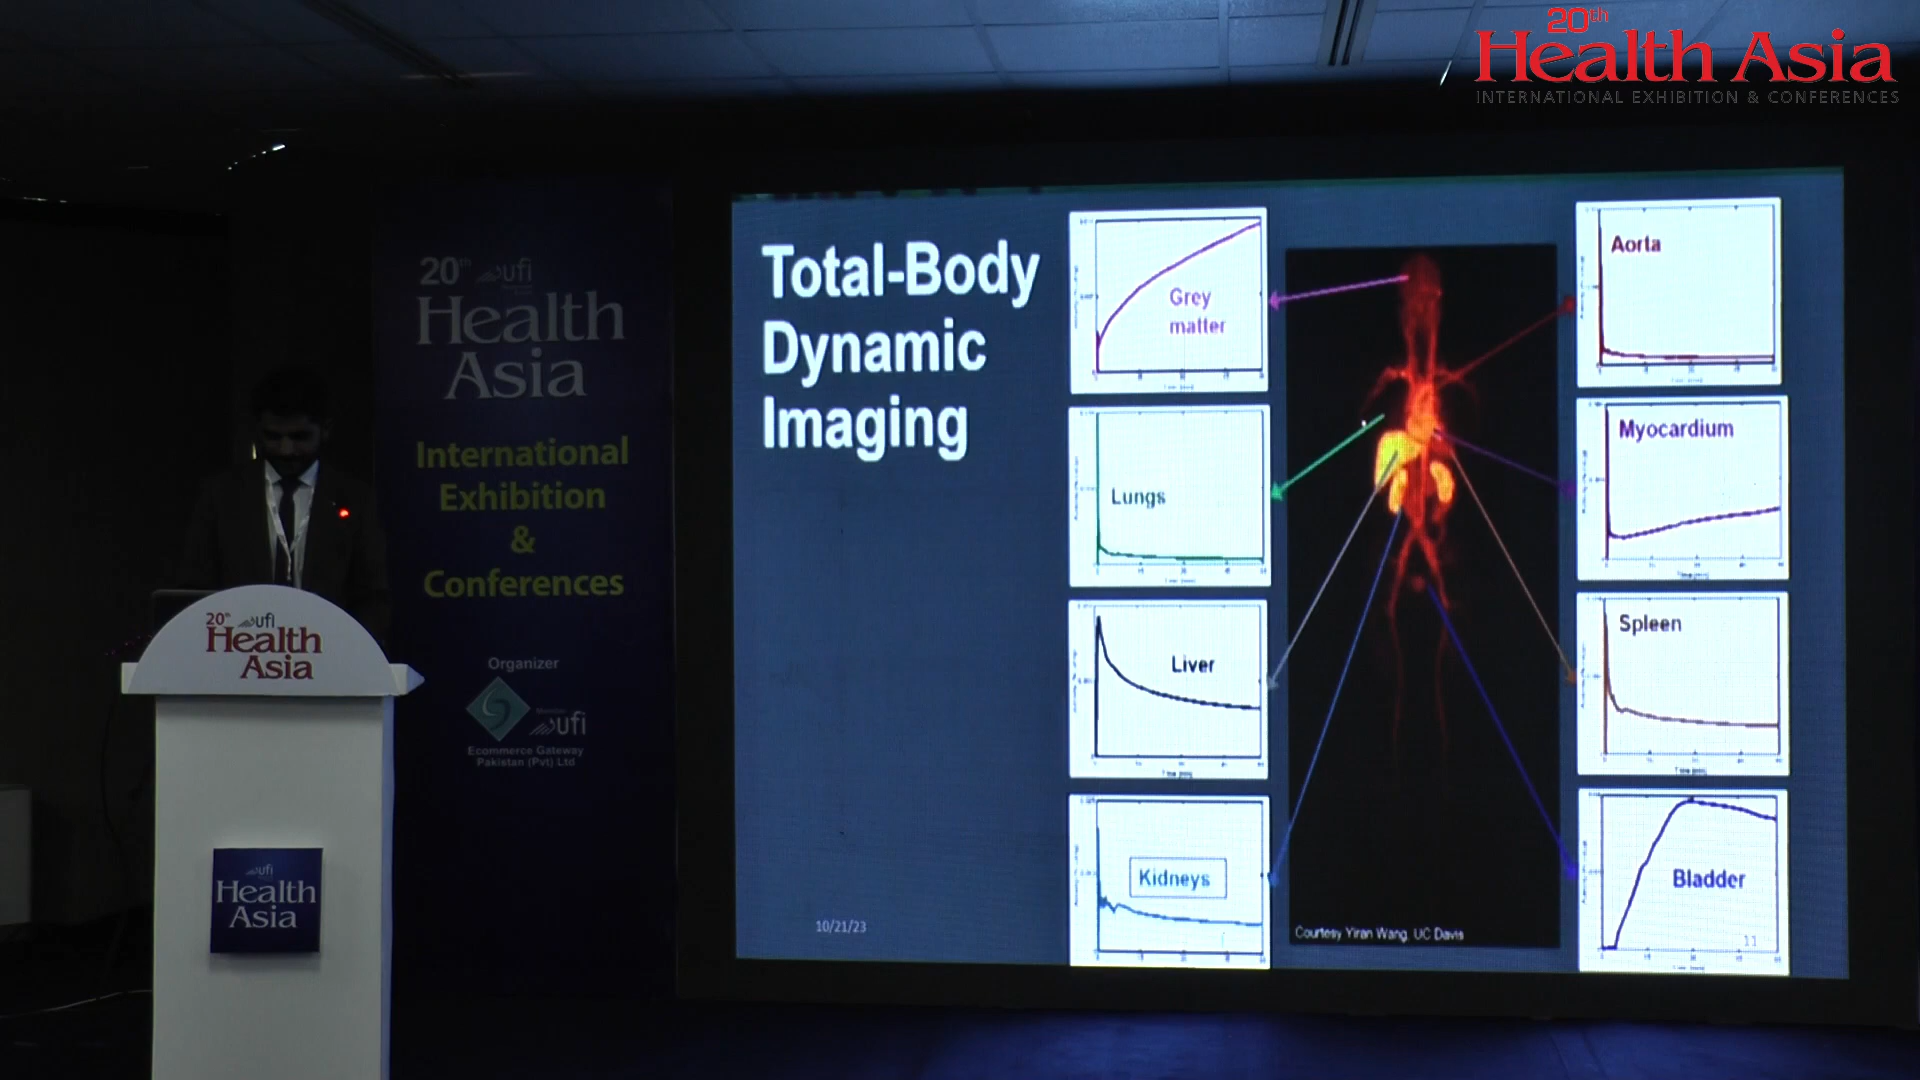 20th
Health Asia
INTERNATIONAL EXHIBITION & CONFERENCES
20th ufi
Health
Asia
International
Exhibition
&
Conferences
Organizer
ufi
Ecommerce Gateway
Pakistan (Pvt) Ltd
20th ufi
Health
Asia
ufi
Health
Asia
Total-Body
Dynamic
Imaging
Grey
matter
Lungs
Liver
Kidneys
Aorta
Myocardium
Spleen
Bladder
Courtesy Yiran Wang, UC Davis
10/21/23
11